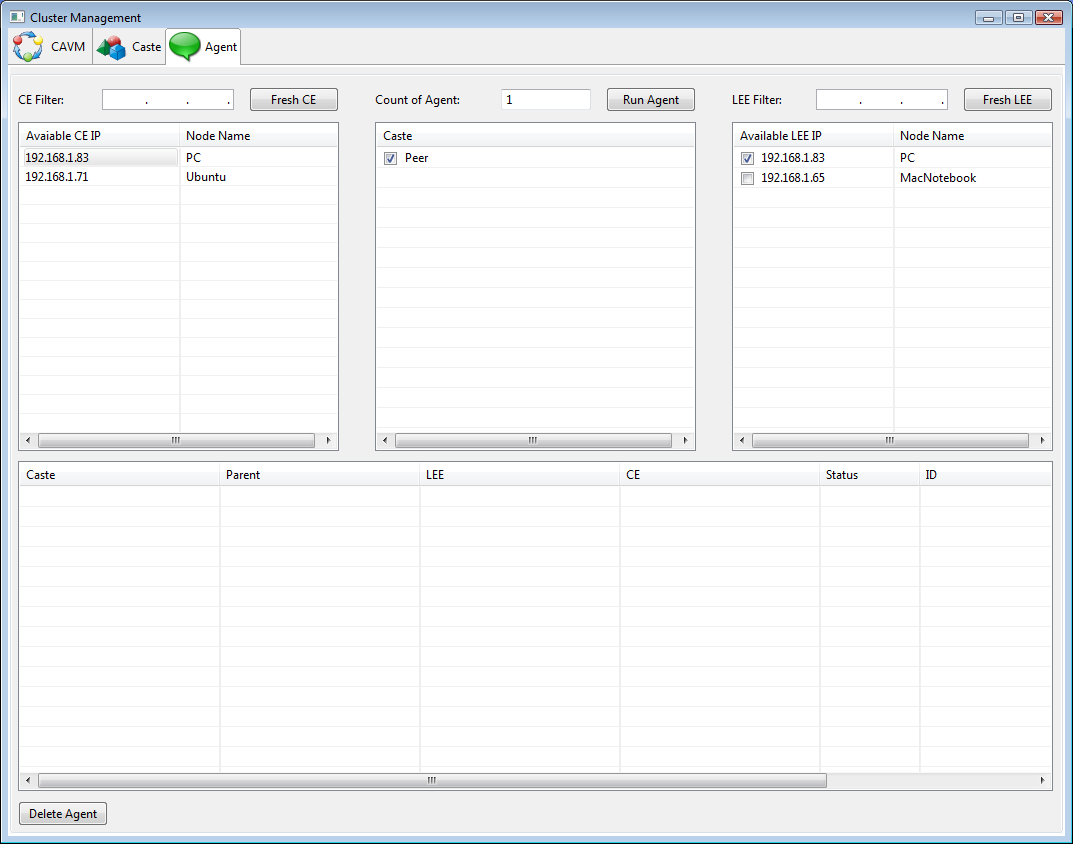 Cluster Management
CAVM Caste Agent
CE Filter: . . . Fresh CE Count of Agent: 1 Run Agent LEE Filter: . . . Fresh LEE
Avaiable CE IP Node Name
192.168.1.83 PC
192.168.1.71 Ubuntu
Caste
Peer
Available LEE IP Node Name
192.168.1.83 PC
192.168.1.65 MacNotebook
Caste Parent LEE CE Status ID
Delete Agent